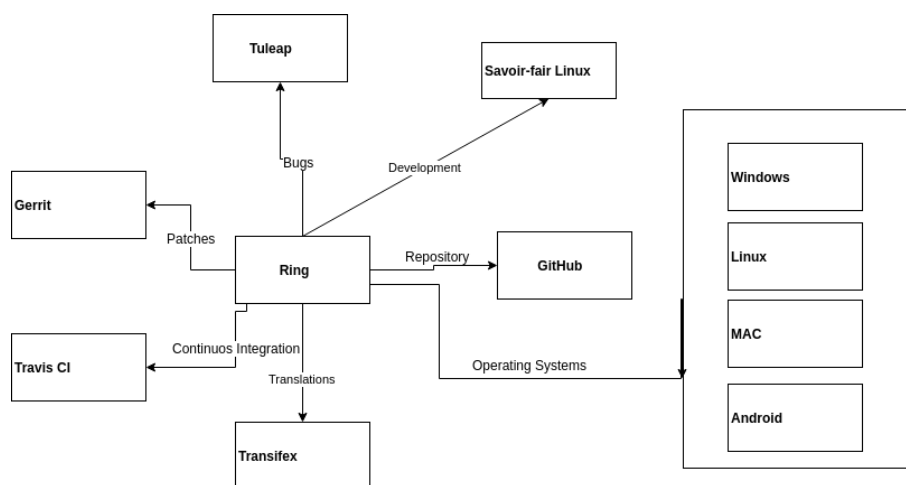 Tuleap
Savoir-fair Linux
Bugs
Development
Windows
Gerrit
Patches
Ring
Repository
GitHub
Linux
MAC
Continuos Integration
Travis CI
Operating Systems
Translations
Android
Transifex